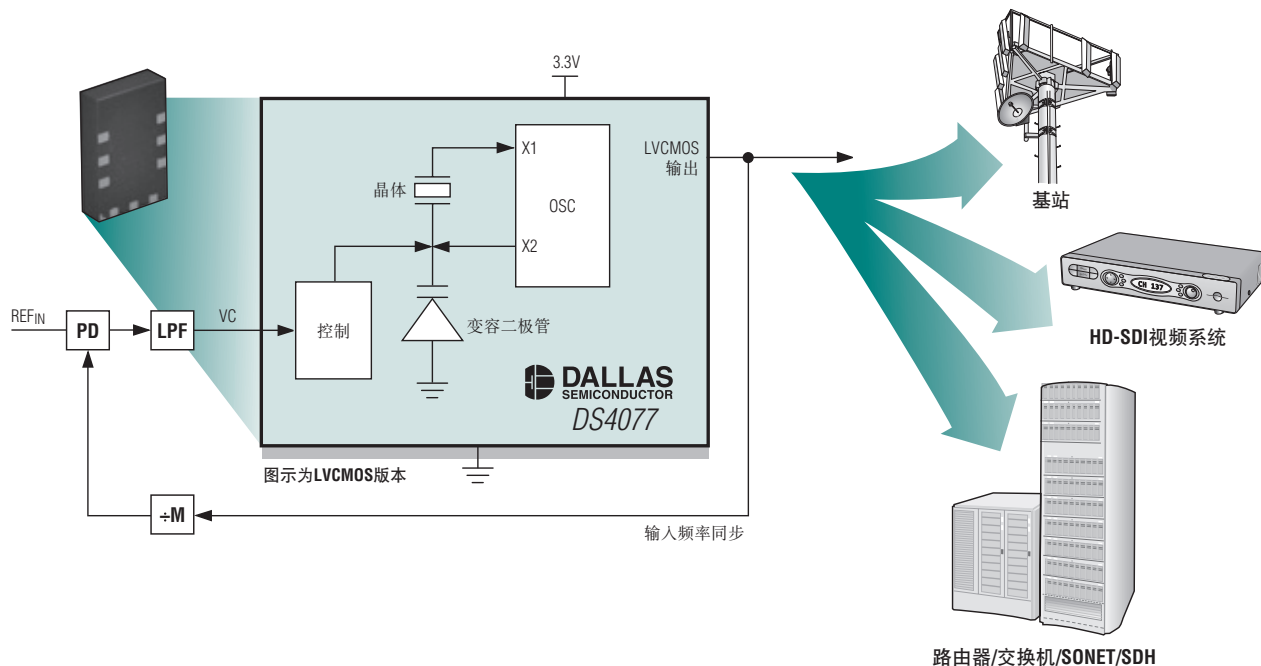 3.3V
X1
LVCMOS
输出
晶体
OSC
X2
基站
CH 137
HD-SDI视频系统
REFIN
PD
LPF
VC
控制
变容二极管
DALLAS
SEMICONDUCTOR
DS4077
图示为LVCMOS版本
÷M
输入频率同步
路由器/交换机/SONET/SDH